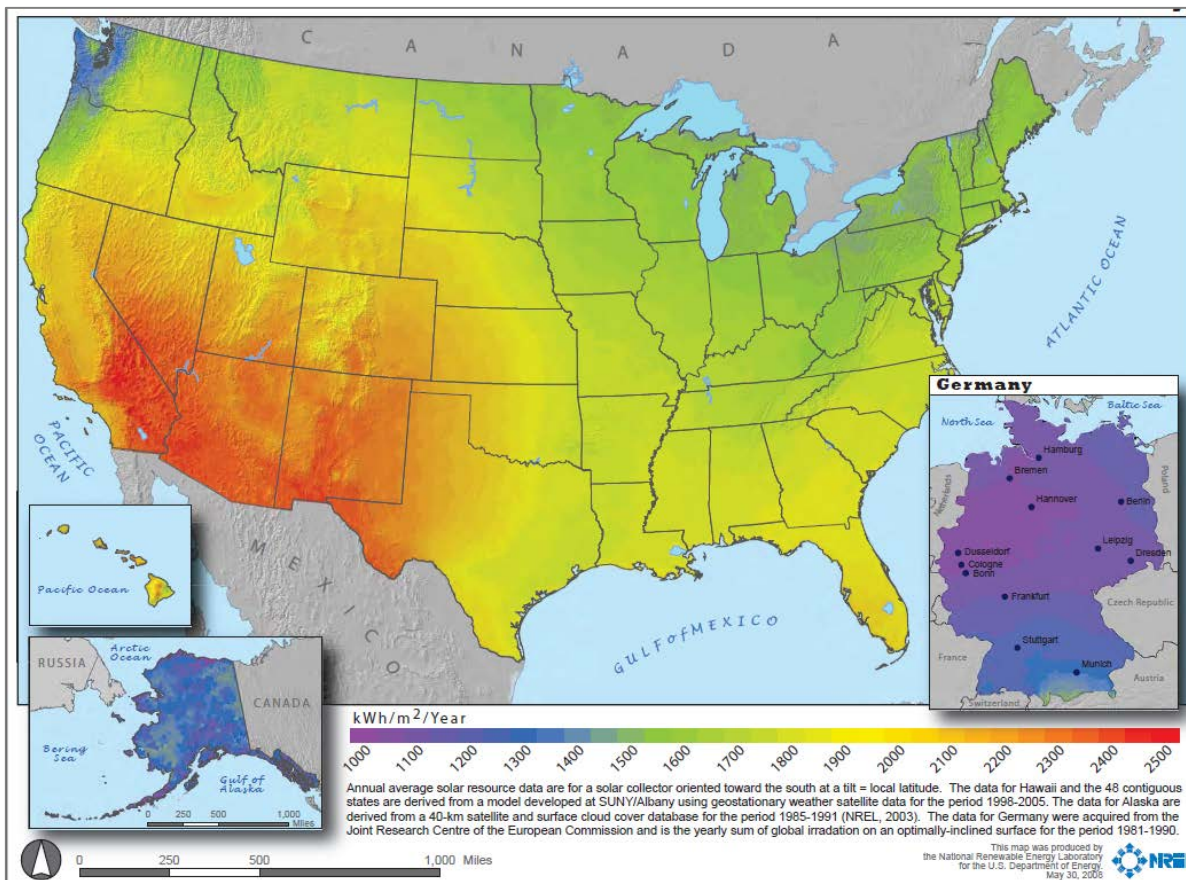 C A N A D A
ATLANTIC OCEAN
PACIFIC
OCEAN
MEXICO
GULF of MEXICO
Pacific Ocean
Arctic
Ocean
RUSSIA
CANADA
Bering
Sea
Gulf of
Alaska
0 250 500 1,000
Miles
Germany
North Sea
Baltic Sea
Hamburg
Bremen
Netherlands
Poland
Hannover
Berlin
Leipzig
Dusseldorf
Dresden
Cologne
Bonn
Frankfurt
Czech Republic
Stuttgart
France
Munich
Austria
Switzerland
kWh/m²/Year
1000 1100 1200 1300 1400 1500 1600 1700 1800 1900 2000 2100 2200 2300 2400 2500
Annual average solar resource data are for a solar collector oriented toward the south at a tilt = local latitude. The data for Hawaii and the 48 contiguous
states are derived from a model developed at SUNY/Albany using geostationary weather satellite data for the period 1998-2005. The data for Alaska are
derived from a 40-km satellite and surface cloud cover database for the period 1985-1991 (NREL, 2003). The data for Germany were acquired from the
Joint Research Centre of the European Commission and is the yearly sum of global irradation on an optimally-inclined surface for the period 1981-1990.
0 250 500 1,000 Miles
This map was produced by
the National Renewable Energy Laboratory
for the U.S. Department of Energy.
May 30, 2008